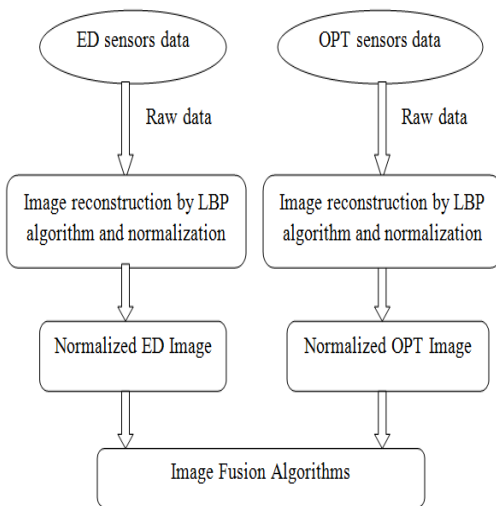 ED sensors data
OPT sensors data
Raw data
Raw data
Image reconstruction by LBP
algorithm and normalization
Image reconstruction by LBP
algorithm and normalization
Normalized ED Image
Normalized OPT Image
Image Fusion Algorithms